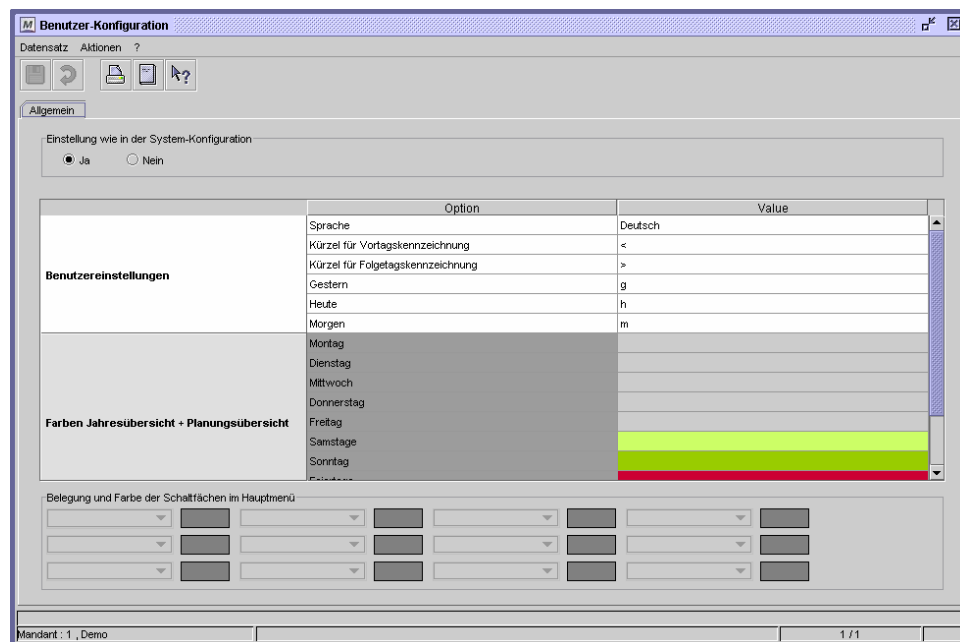 M Benutzer-Konfiguration
Datensatz Aktionen ?
?
Allgemein
Einstellung wie in der System-Konfiguration
Ja Nein
Option Value
Benutzereinstellungen
Sprache Deutsch
Kürzel für Vortagskennzeichnung <
Kürzel für Folgetagskennzeichnung >
Gestern g
Heute h
Morgen m
Farben Jahresübersicht + Planungsübersicht
Montag
Dienstag
Mittwoch
Donnerstag
Freitag
Samstage
Sonntag
Feiertage
Belegung und Farbe der Schaltfächen im Hauptmenü
Mandant : 1 , Demo 1 / 1